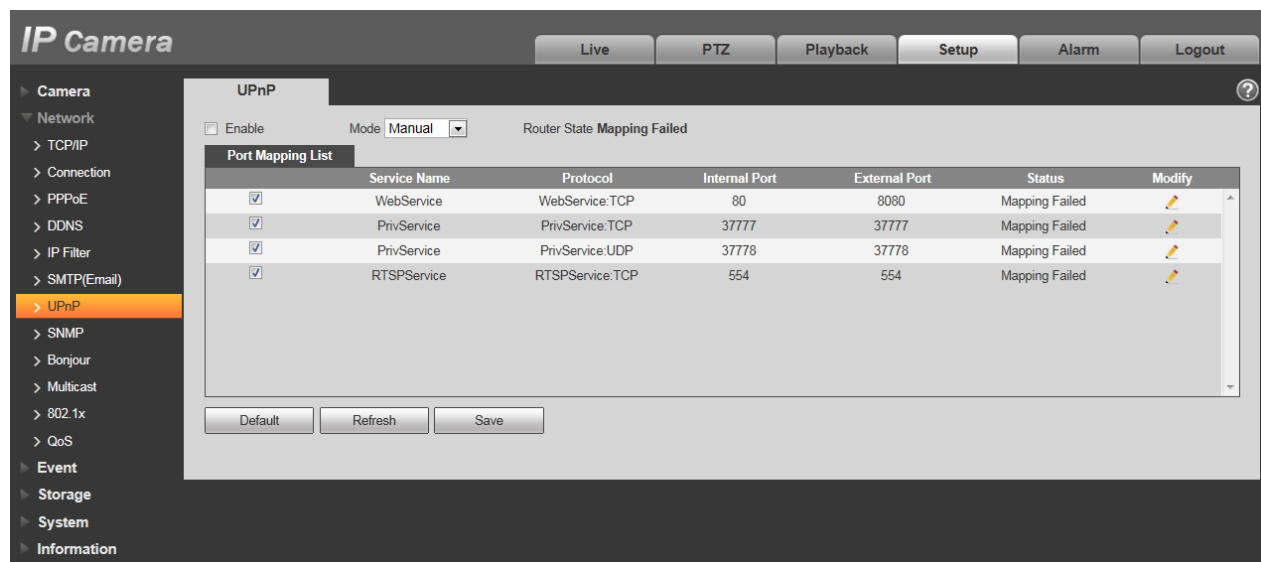 IP Camera
Live PTZ Playback Setup Alarm Logout
Camera
Network
TCP/IP
Connection
PPPoE
DDNS
IP Filter
SMTP(Email)
UPnP
SNMP
Bonjour
Multicast
802.1x
QoS
Event
Storage
System
Information
UPnP
?
Enable Mode Manual Router State Mapping Failed
Port Mapping List
Service Name Protocol Internal Port External Port Status Modify
WebService WebService:TCP 80 8080 Mapping Failed
PrivService PrivService:TCP 37777 37777 Mapping Failed
PrivService PrivService:UDP 37778 37778 Mapping Failed
RTSPService RTSPService:TCP 554 554 Mapping Failed
Default Refresh Save